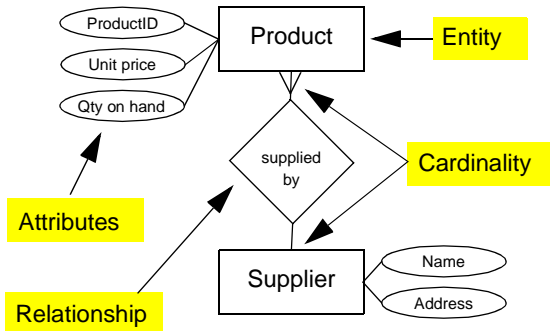 ProductID
Unit price
Qty on hand
Product
Entity
supplied
by
Cardinality
Attributes
Supplier
Name
Address
Relationship